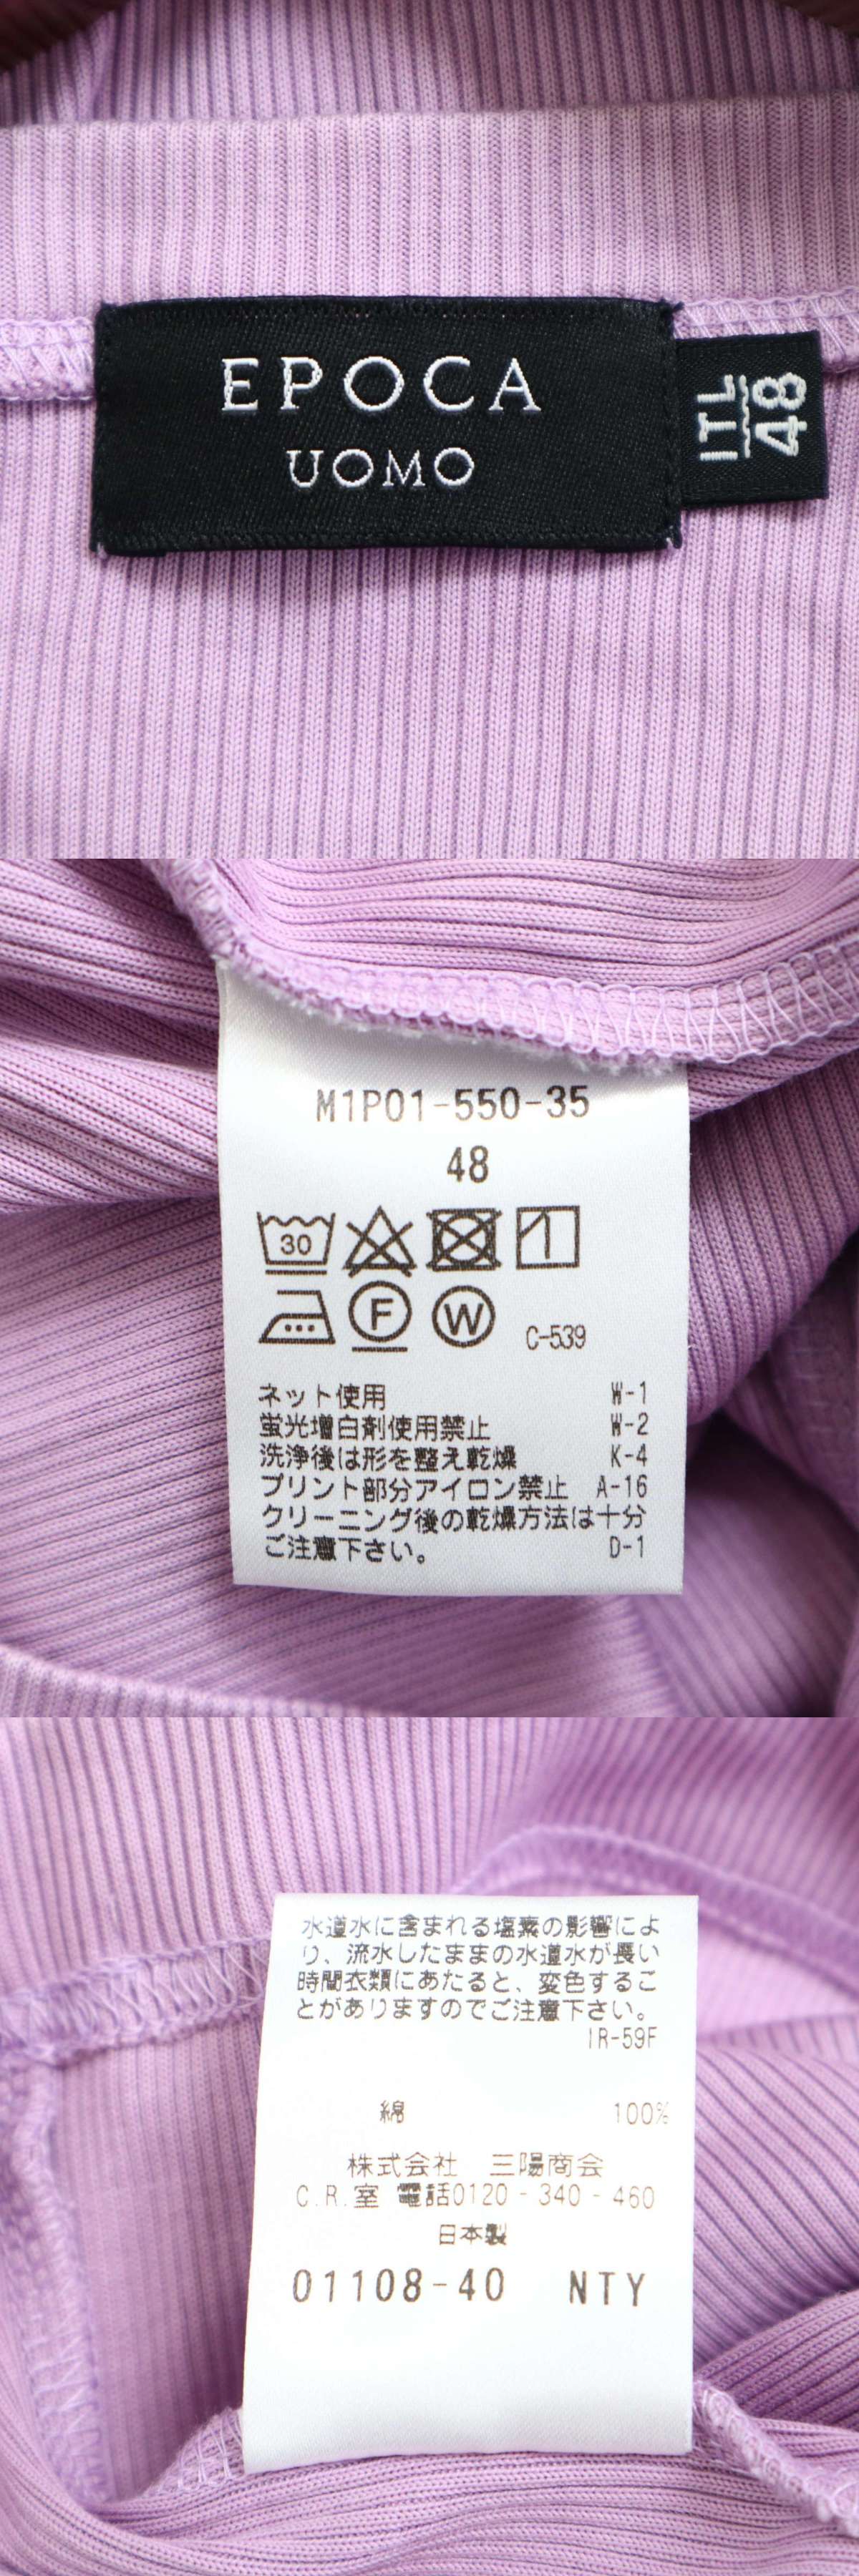 EPOCA
UOMO
ITL
48
M1P01-550-35
48
30
F
W
C-539
ネット使用 W-1
蛍光増白剤使用禁止 W-2
洗浄後は形を整え乾燥 K-4
プリント部分アイロン禁止 A-16
クリーニング後の乾燥方法は十分
ご注意下さい。 D-1
水道水に含まれる塩素の影響によ
り、流水したままの水道水が長い
時間衣類にあたると、変色するこ
とがありますのでご注意下さい。
IR-59F
綿 100%
株式会社 三陽商会
C.R.室 電話0120-340-460
日本製
01108-40 NTY